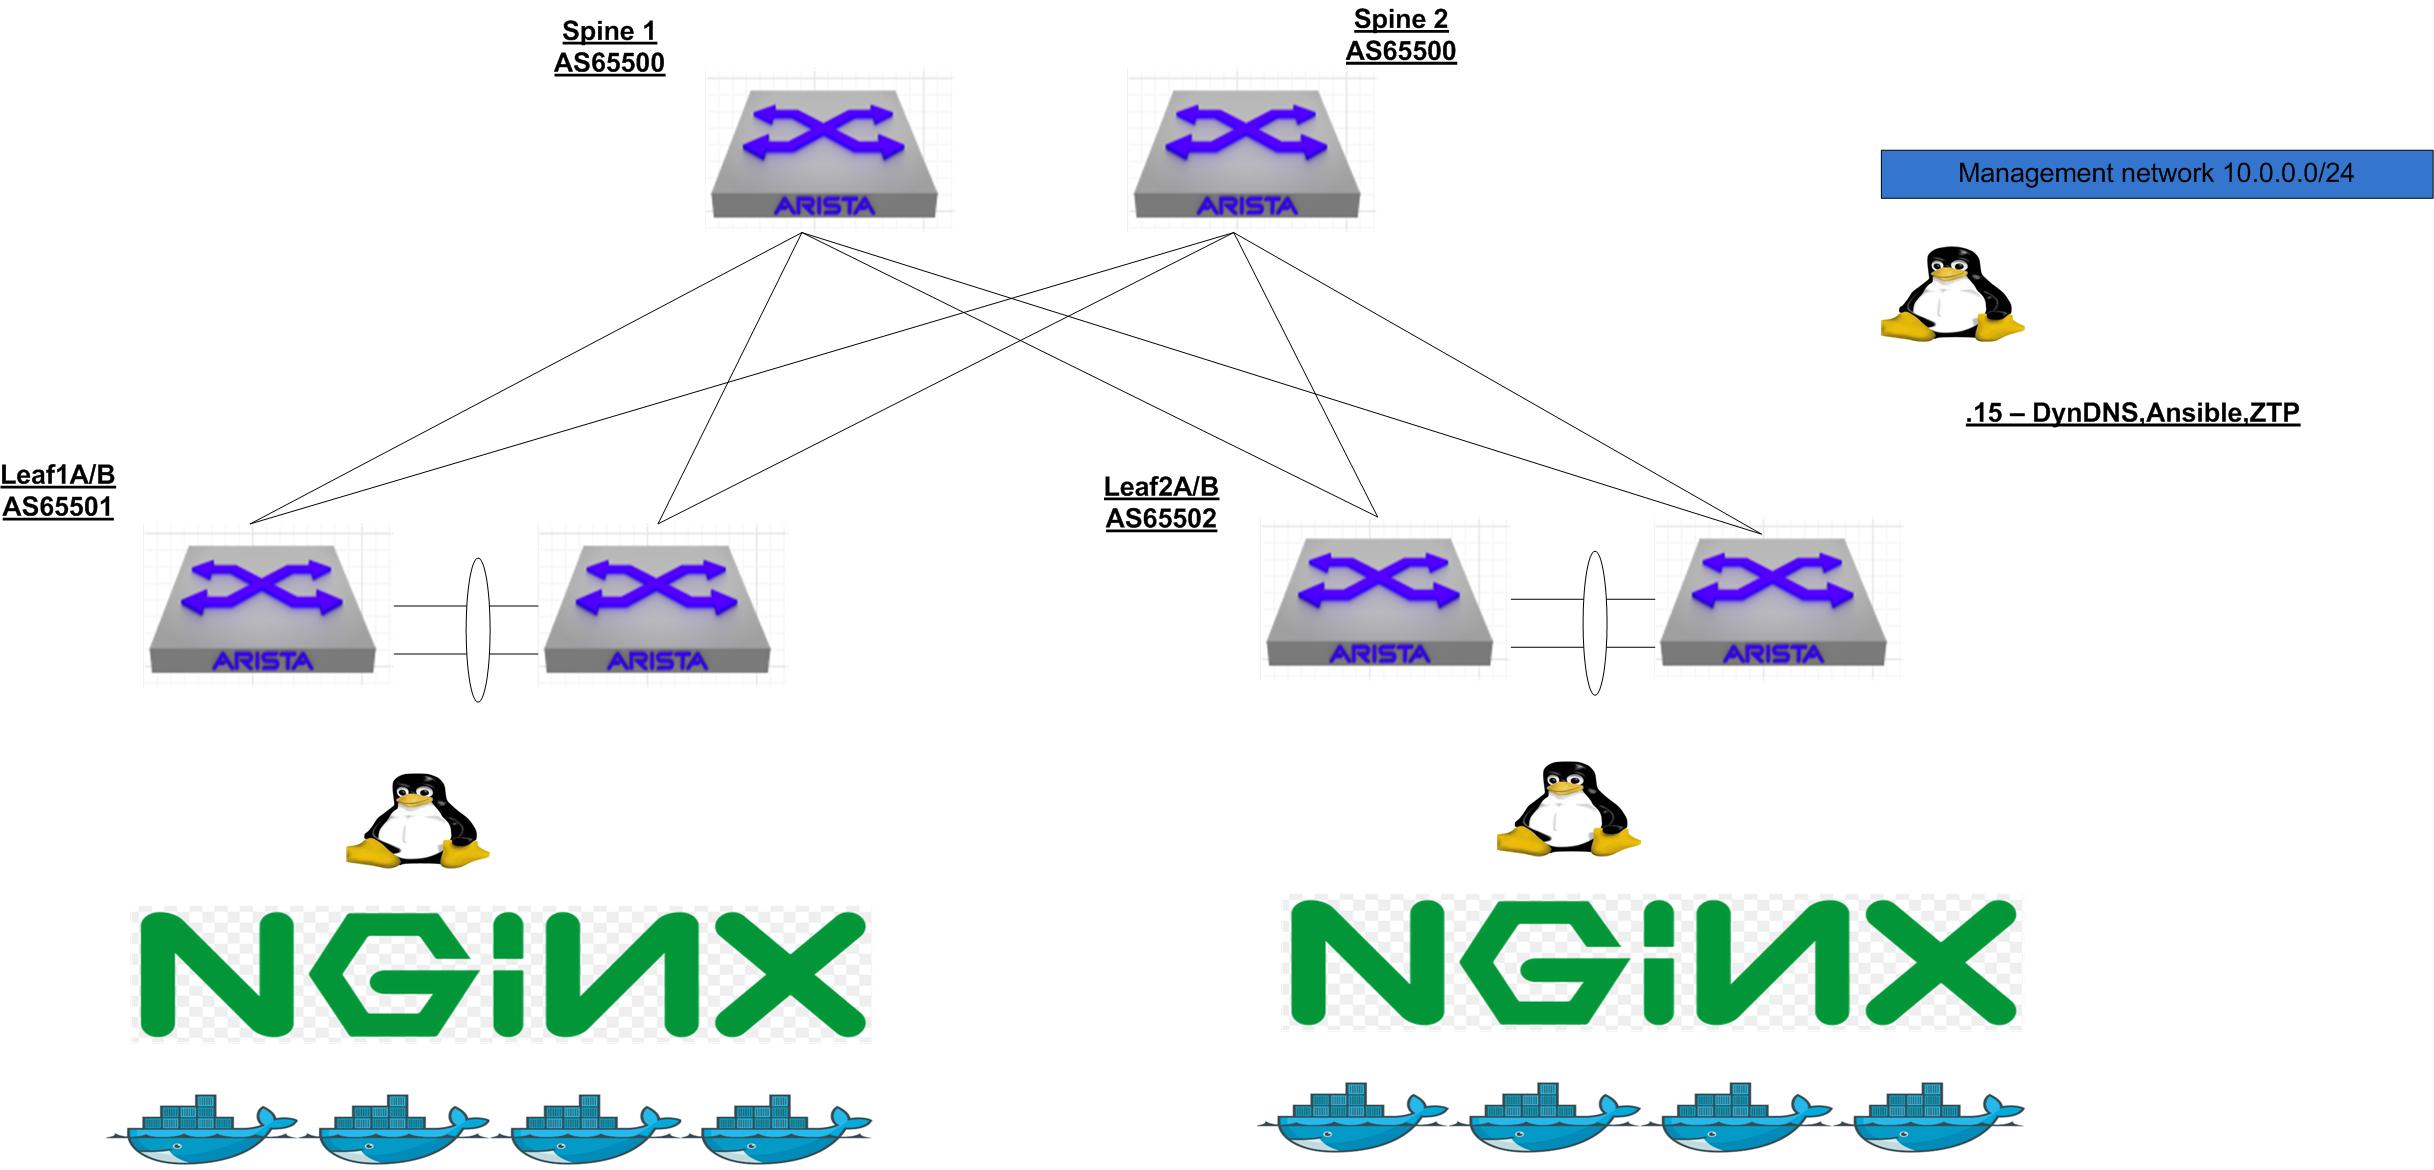 Spine 1
AS65500
Spine 2
AS65500
ARISTA
ARISTA
Management network 10.0.0.0/24
.15 – DynDNS,Ansible,ZTP
Leaf1A/B
AS65501
Leaf2A/B
AS65502
ARISTA
ARISTA
ARISTA
ARISTA
NGiNX
NGiNX